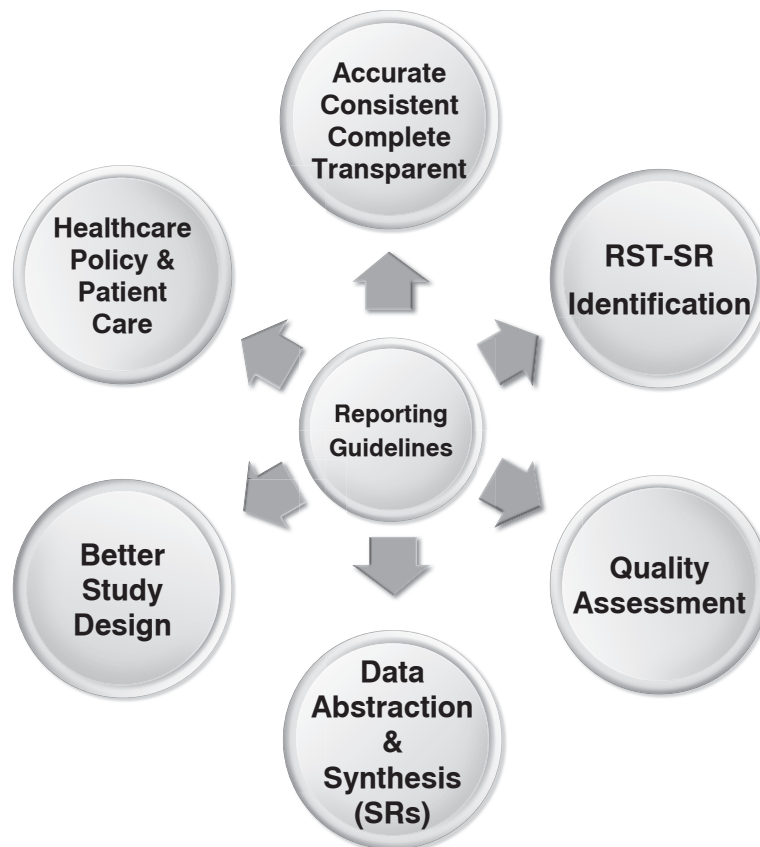 Accurate
Consistent
Complete
Transparent
Healthcare
Policy &
Patient
Care
RST-SR
Identification
Reporting
Guidelines
Better
Study
Design
Quality
Assessment
Data
Abstraction
&
Synthesis
(SRs)